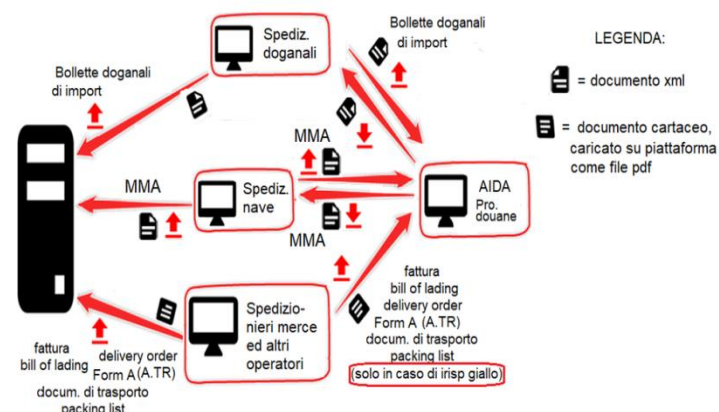 Spediz.
doganali
Bollette doganali
di import
LEGENDA:
= documento xml
= documento cartaceo,
caricato su piattaforma
come file pdf
Bollette doganali
di import
MMA
MMA
Spediz.
nave
MMA
AIDA
Pro.
douane
Spedizio-
nieri merce
ed altri
operatori
fattura
bill of lading
delivery order
Form A (A.TR)
docum. di trasporto
packing list
(solo in caso di irisp giallo)
fattura
bill of lading
delivery order
Form A (A.TR)
docum. di trasporto
packing list